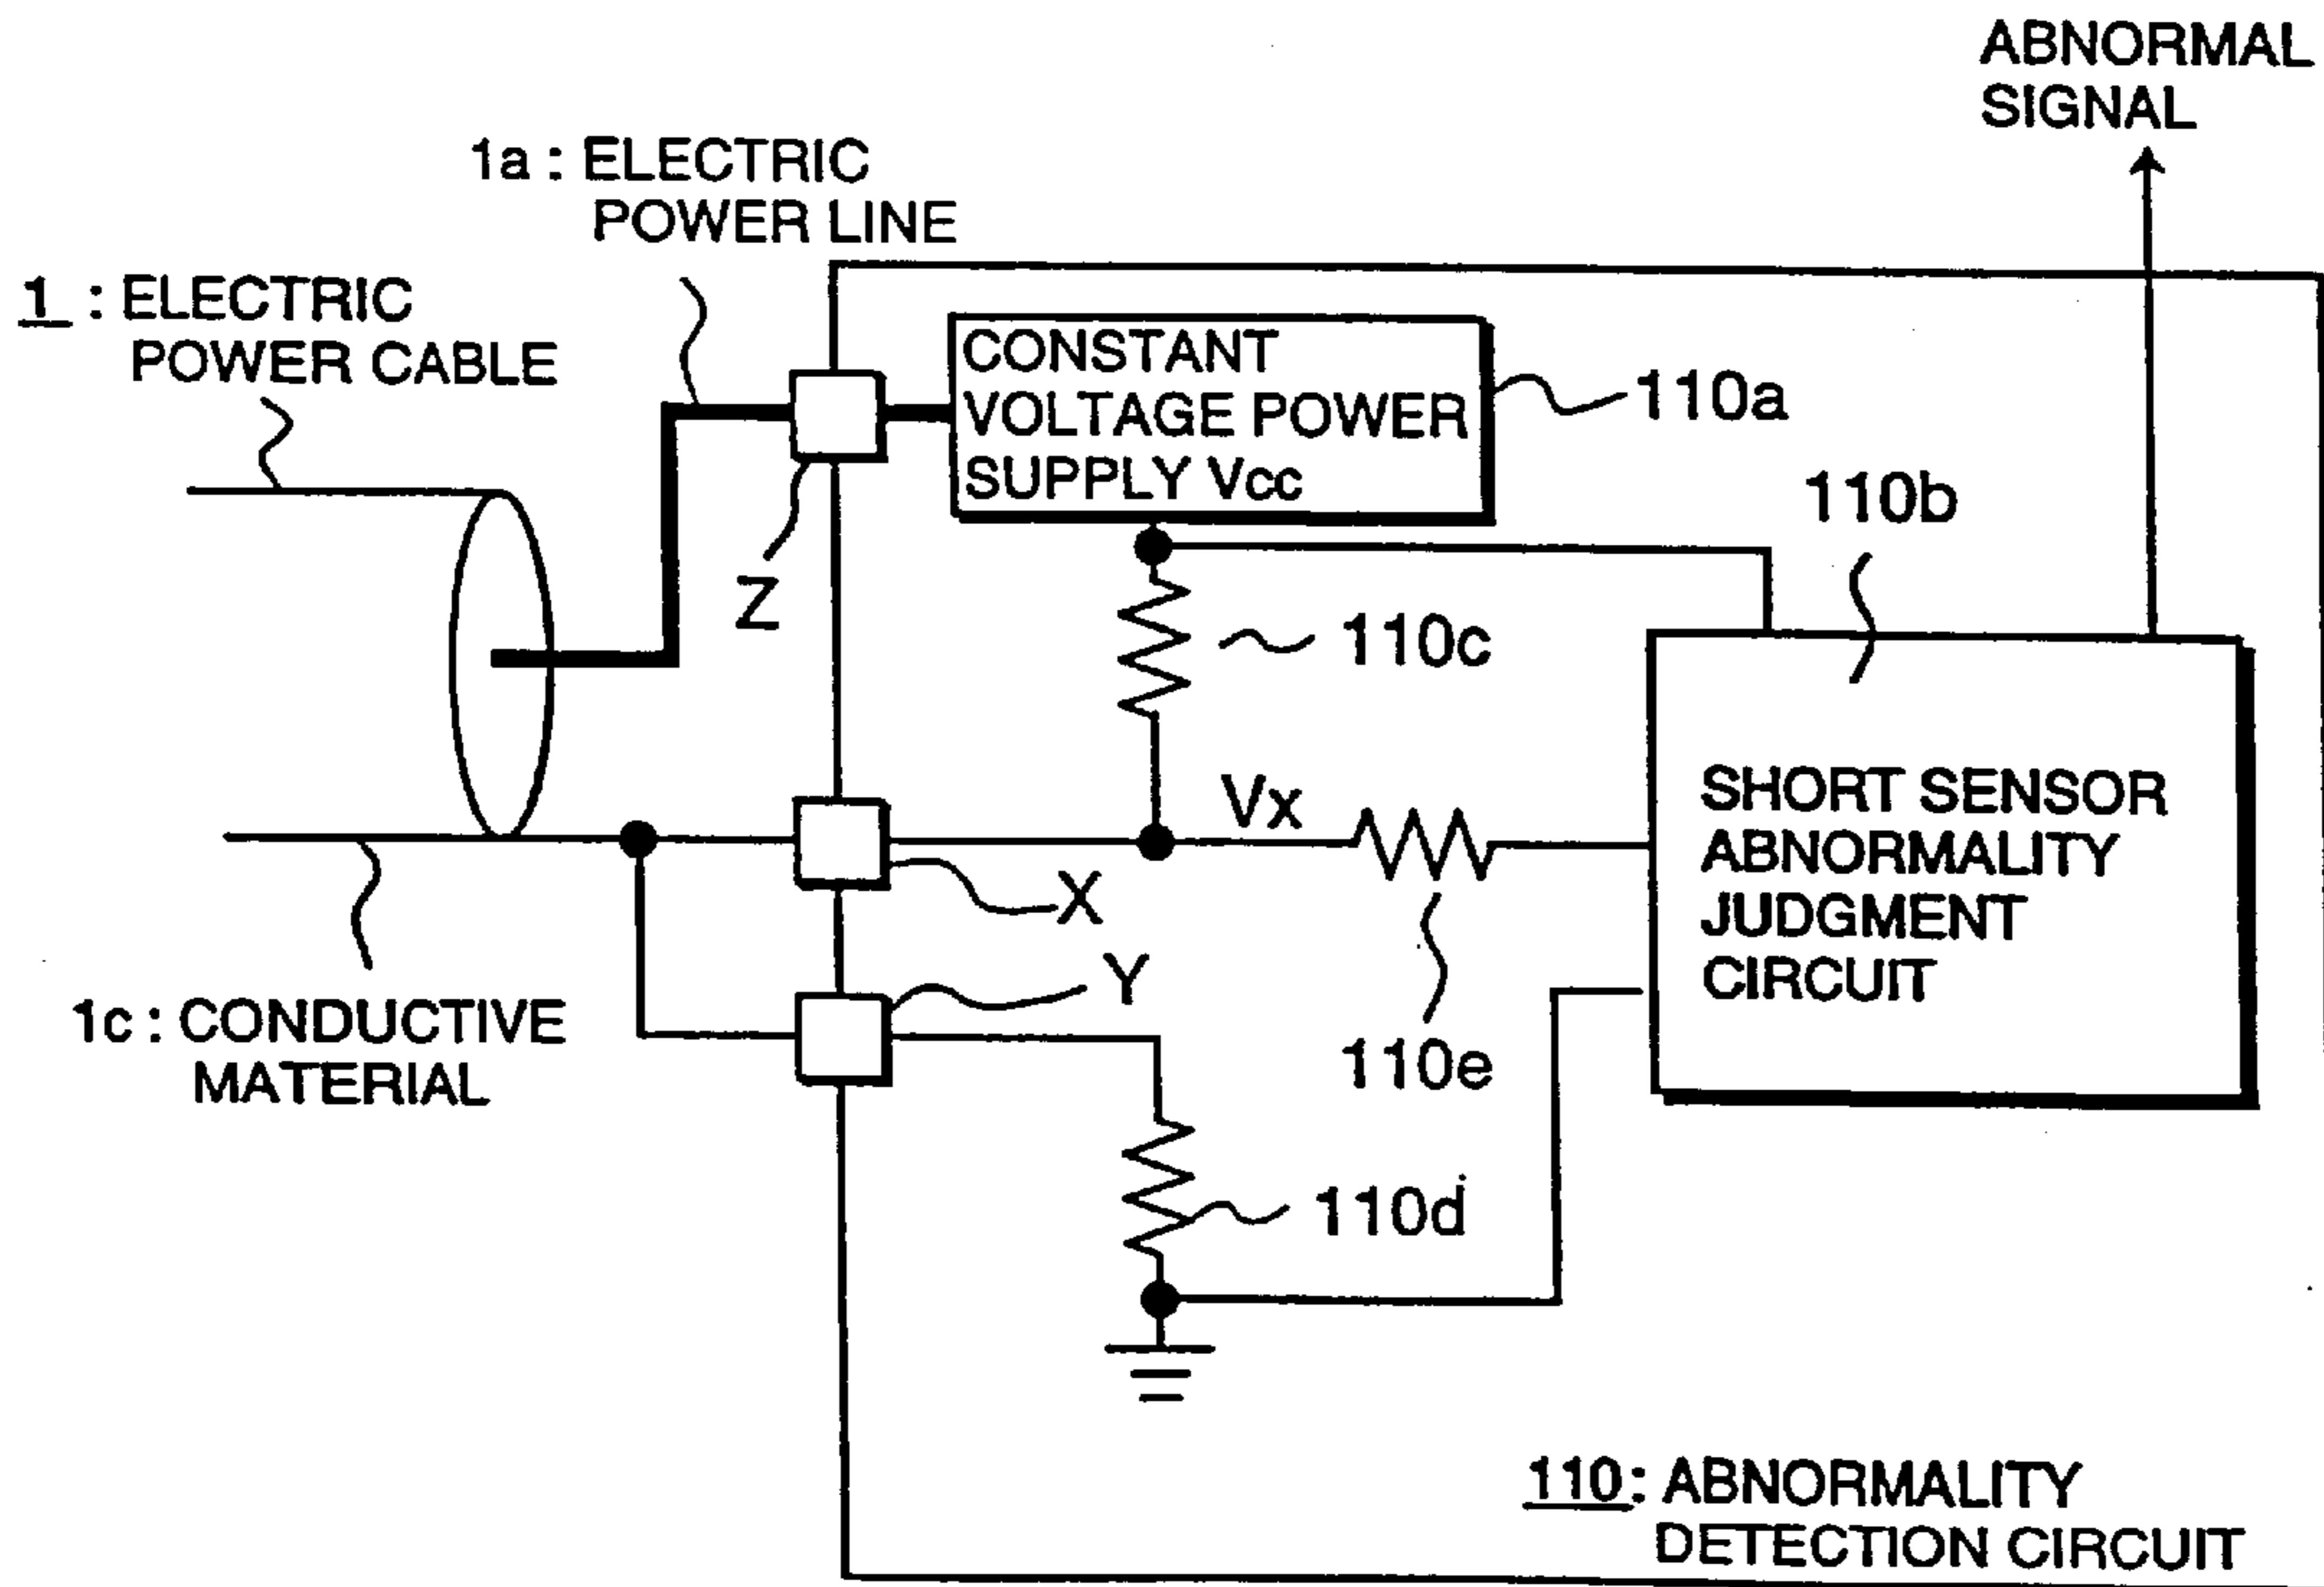 ABNORMAL
SIGNAL
1a : ELECTRIC
POWER LINE
1 : ELECTRIC
POWER CABLE
CONSTANT
VOLTAGE POWER
SUPPLY Vcc
110a
110b
Z
110c
Vx
SHORT SENSOR
ABNORMALITY
JUDGMENT
CIRCUIT
X
Y
1c : CONDUCTIVE
MATERIAL
110e
110d
110 : ABNORMALITY
DETECTION CIRCUIT